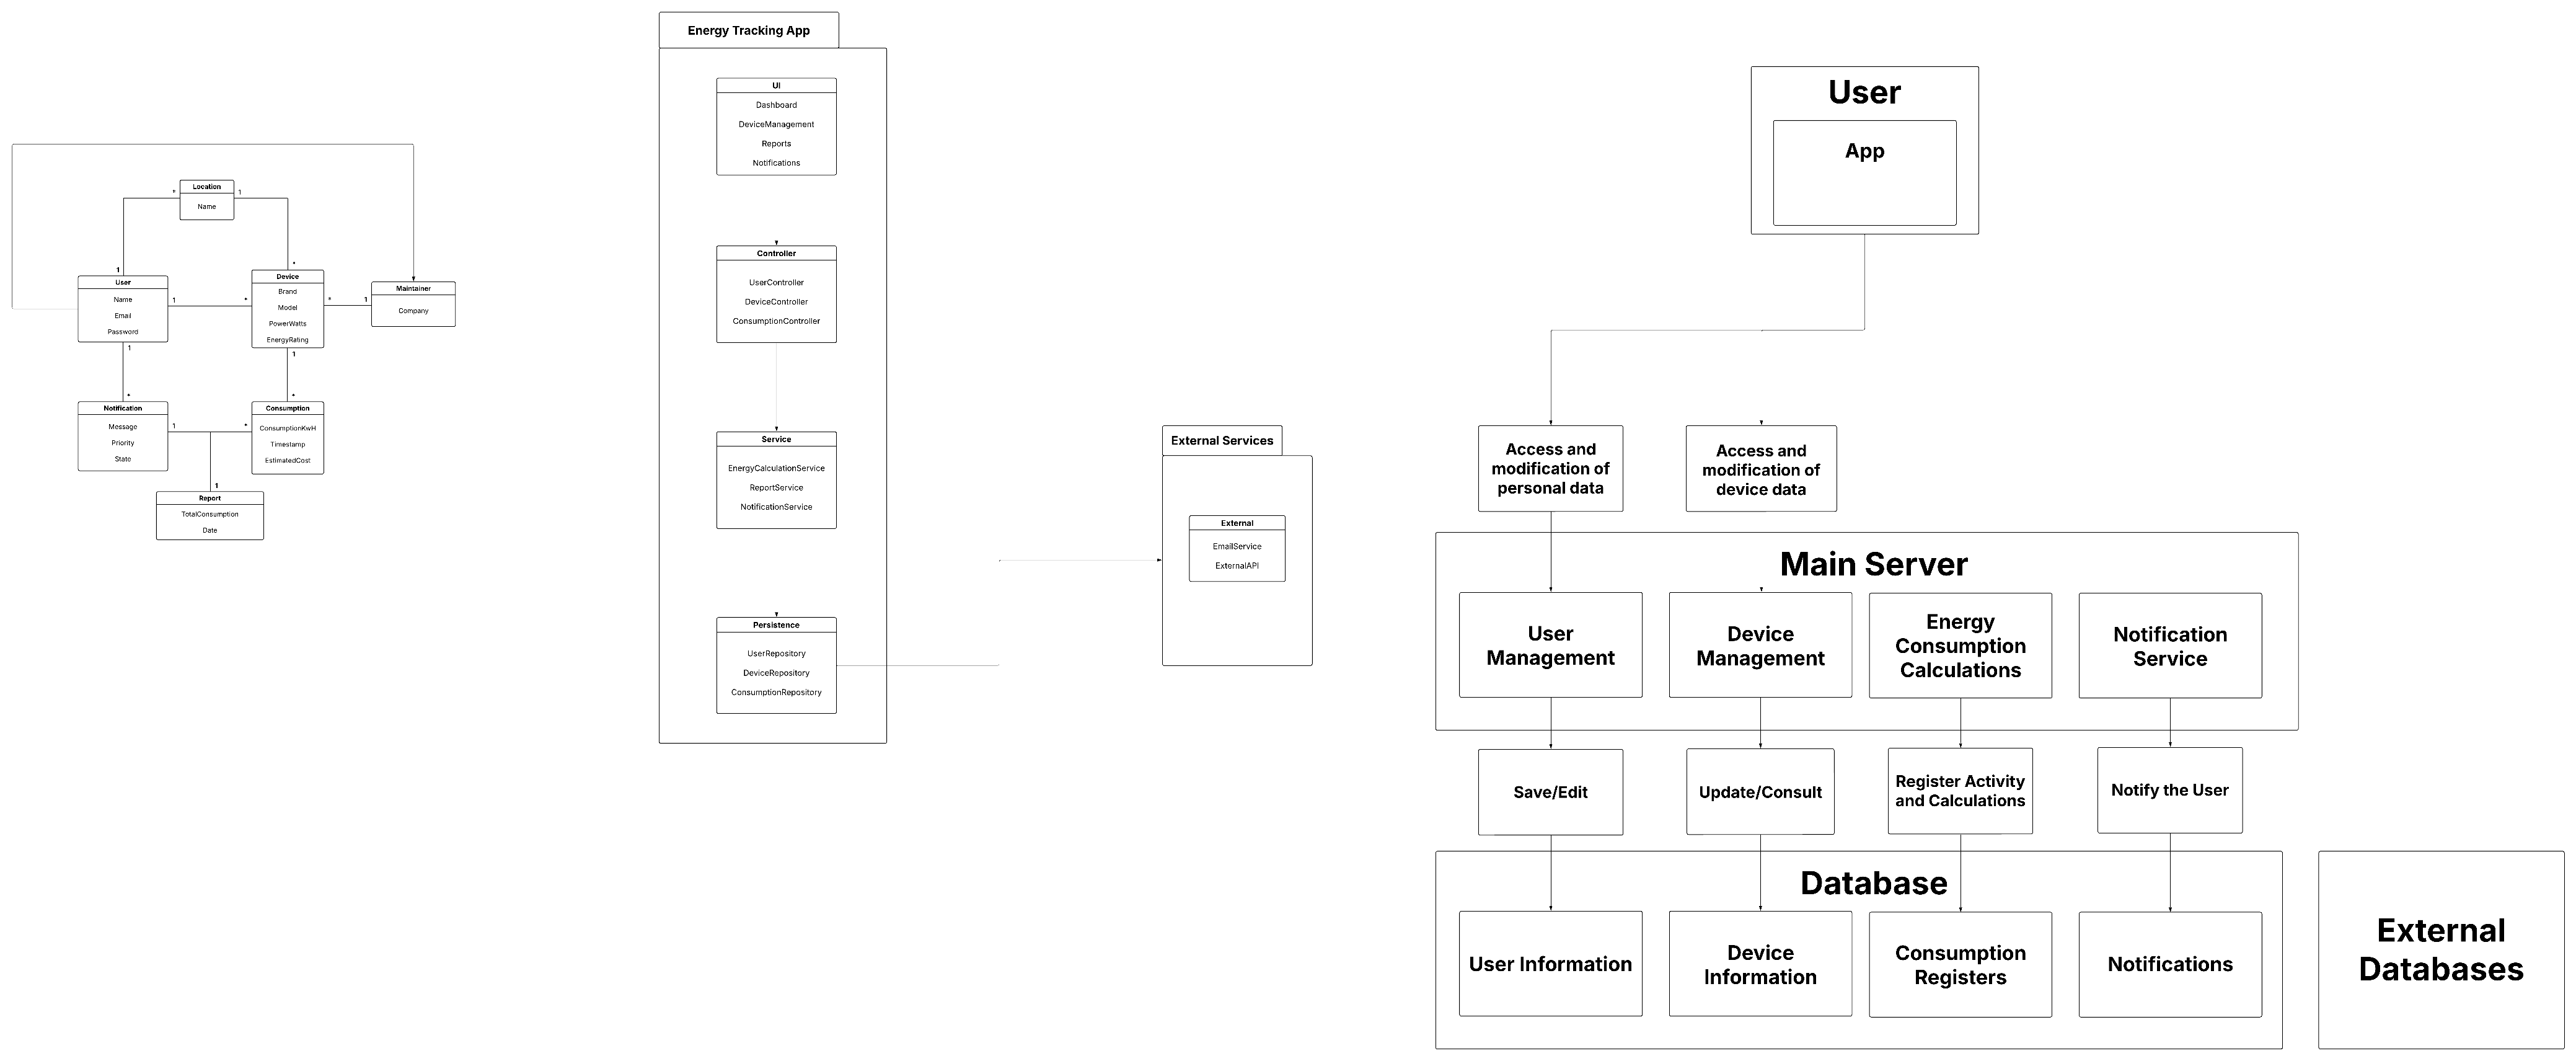 Location
Name
*
1
1
*
User
Name
Email
Password
1
*
Device
Brand
Model
PowerWatts
EnergyRating
*
1
Maintainer
Company
1
*
1
*
Notification
Message
Priority
State
1
*
Consumption
ConsumptionKwH
Timestamp
EstimatedCost
1
Report
TotalConsumption
Date
Energy Tracking App
UI
Dashboard
DeviceManagement
Reports
Notifications
Controller
UserController
DeviceController
ConsumptionController
Service
EnergyCalculationService
ReportService
NotificationService
Persistence
UserRepository
DeviceRepository
ConsumptionRepository
External Services
External
EmailService
ExternalAPI
User
App
Access and
modification of
personal data
Access and
modification of
device data
Main Server
User
Management
Device
Management
Energy
Consumption
Calculations
Notification
Service
Save/Edit
Update/Consult
Register Activity
and Calculations
Notify the User
Database
User Information
Device
Information
Consumption
Registers
Notifications
External
Databases